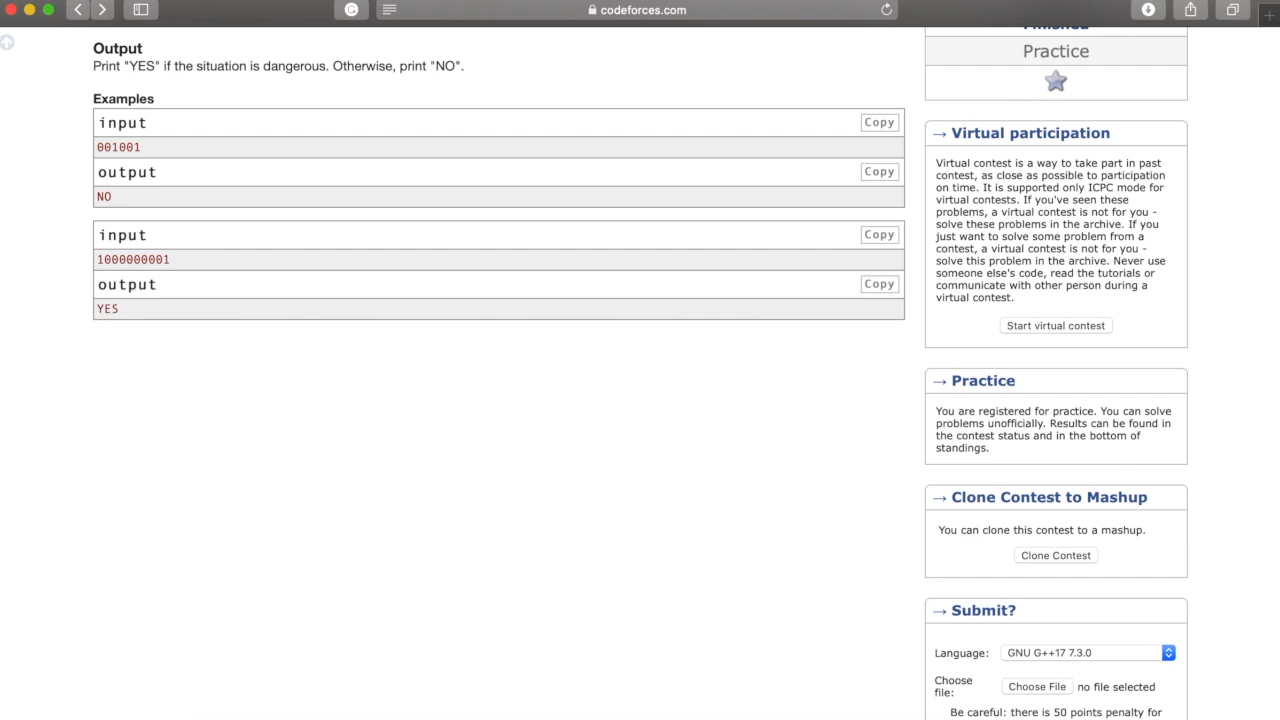 codeforces.com
Output
Print "YES" if the situation is dangerous. Otherwise, print "NO".
Examples
input
Copy
001001
output
Copy
NO
input
Copy
1000000001
output
Copy
YES
Finished
Practice
→ Virtual participation
Virtual contest is a way to take part in past
contest, as close as possible to participation
on time. It is supported only ICPC mode for
virtual contests. If you've seen these
problems, a virtual contest is not for you -
solve these problems in the archive. If you
just want to solve some problem from a
contest, a virtual contest is not for you -
solve this problem in the archive. Never use
someone else's code, read the tutorials or
communicate with other person during a
virtual contest.
Start virtual contest
→ Practice
You are registered for practice. You can solve
problems unofficially. Results can be found in
the contest status and in the bottom of
standings.
→ Clone Contest to Mashup
You can clone this contest to a mashup.
Clone Contest
→ Submit?
Language:
GNU G++17 7.3.0
Choose
file:
Choose File no file selected
Be careful: there is 50 points penalty for